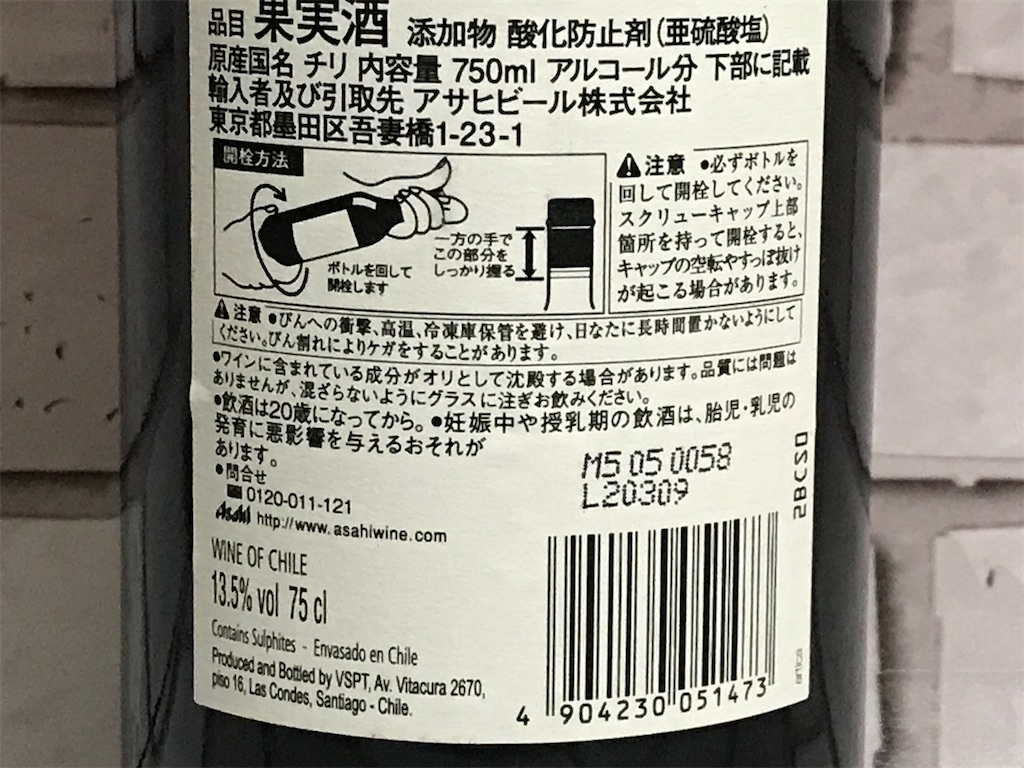 品目 果実酒 添加物 酸化防止剤(亜硫酸塩)
原産国名 チリ 内容量 750ml アルコール分 下部に記載
輸入者及び引取先 アサヒビール株式会社
東京都墨田区吾妻橋1-23-1
開栓方法
ボトルを回して
開栓します
一方の手で
この部分を
しっかり握る
注意 ●必ずボトルを
回して開栓してください。
スクリューキャップ上部
箇所を持って開栓すると、
キャップの空転やすっぽ抜け
が起こる場合があります。
注意 ●びんへの衝撃、高温、冷凍庫保管を避け、日なたに長時間置かないようにして
ください。びん割れによりケガをすることがあります。
●ワインに含まれている成分がオリとして沈殿する場合があります。品質には問題は
ありませんが、混ざらないようにグラスに注ぎお飲みください。
●飲酒は20歳になってから。●妊娠中や授乳期の飲酒は、胎児・乳児の
発育に悪影響を与えるおそれが
あります。
●問合せ
0120-011-121
Asahi http://www.asahiwine.com
M5 05 0058
L20309
2BCSO
WINE OF CHILE
13.5% vol 75 cl
Contains Sulphites - Envasado en Chile
Produced and Bottled by VSPT, Av. Vitacura 2670,
piso 16, Las Condes, Santiago - Chile.
4 904230 051473